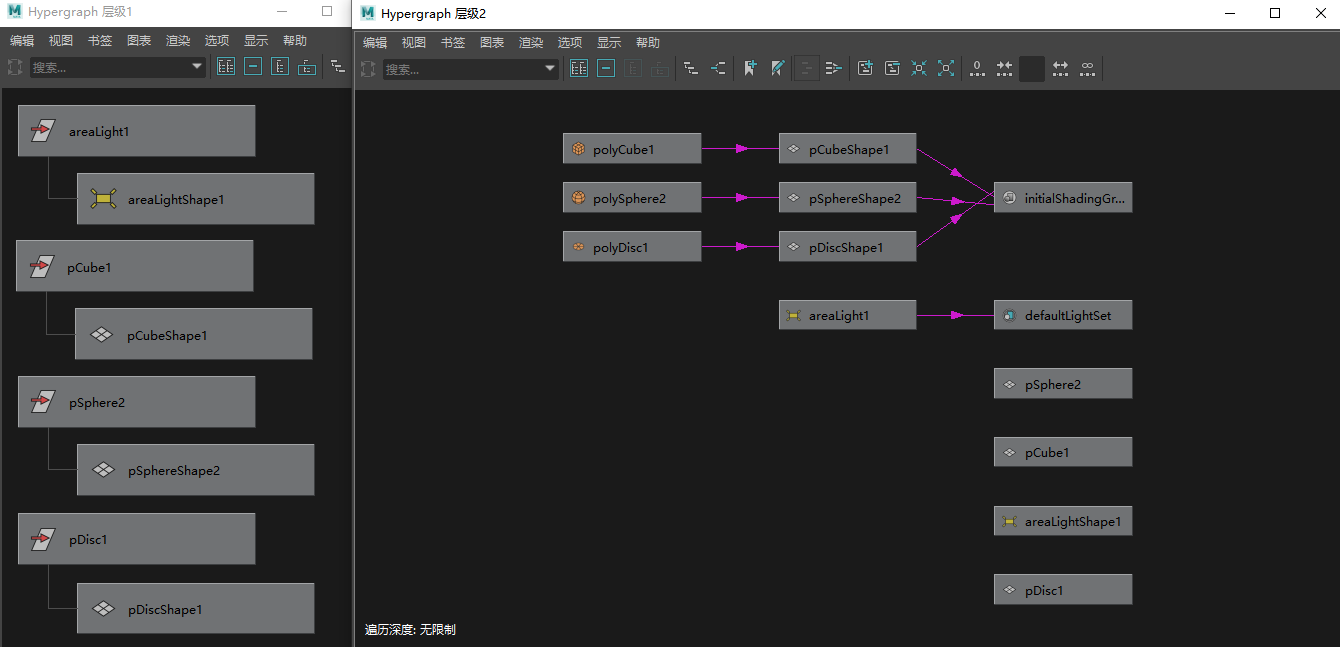 Hypergraph 层级1
编辑 视图 书签 图表 渲染 选项 显示 帮助
搜索...
areaLight1
areaLightShape1
pCube1
pCubeShape1
pSphere2
pSphereShape2
pDisc1
pDiscShape1
Hypergraph 层级2
编辑 视图 书签 图表 渲染 选项 显示 帮助
搜索...
0
∞
polyCube1 pCubeShape1
polySphere2 pSphereShape2 initialShadingGr...
polyDisc1 pDiscShape1
areaLight1 defaultLightSet
pSphere2
pCube1
areaLightShape1
pDisc1
遍历深度: 无限制